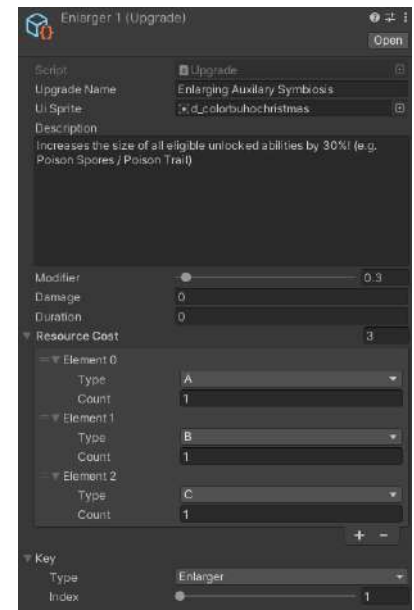 Enlarger 1 (Upgrade)
Open
Script Upgrade
Upgrade Name Enlarging Auxilary Symbiosis
Ui Sprite d_colorbuhochristmas
Description
Increases the size of all eligible unlocked abilities by 30%! (e.g.
Poison Spores / Poison Trail)
Modifier 0.3
Damage 0
Duration 0
Resource Cost 3
Element 0
Type A
Count 1
Element 1
Type B
Count 1
Element 2
Type C
Count 1
+ -
Key
Type Enlarger
Index 1